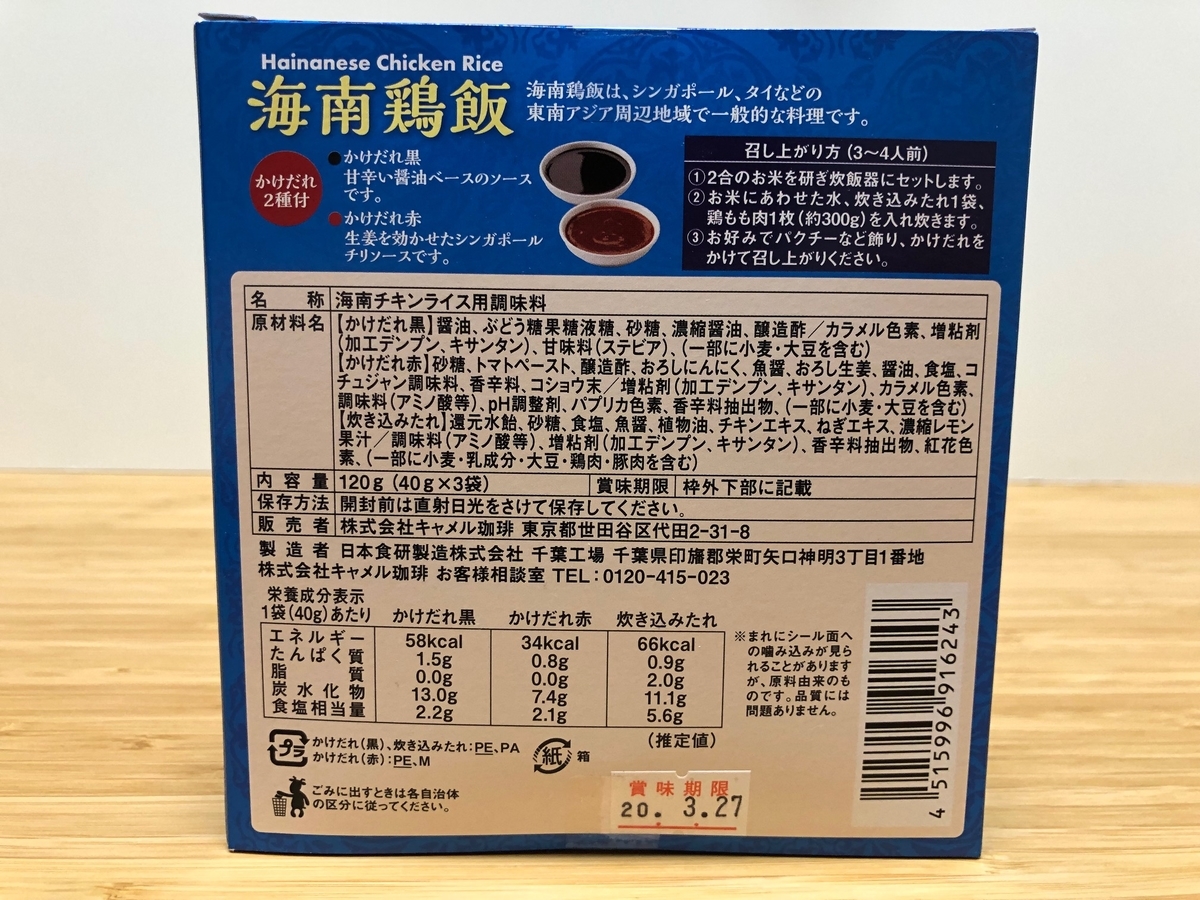 Hainanese Chicken Rice
海南鶏飯
海南鶏飯は、シンガポール、タイなどの
東南アジア周辺地域で一般的な料理です。
かけだれ
2種付
●かけだれ黒
甘辛い醤油ベースのソース
です。
●かけだれ赤
生姜を効かせたシンガポール
チリソースです。
召し上がり方（3〜4人前）
①2合のお米を研ぎ炊飯器にセットします。
②お米にあわせた水、炊き込みたれ1袋、
鶏もも肉1枚（約300g）を入れ炊きます。
③お好みでパクチーなど飾り、かけだれを
かけて召し上がりください。
名称 海南チキンライス用調味料
原材料名 【かけだれ黒】醤油、ぶどう糖果糖液糖、砂糖、濃縮醤油、醸造酢／カラメル色素、増粘剤
（加工デンプン、キサンタン）、甘味料（ステビア）、（一部に小麦・大豆を含む）
【かけだれ赤】砂糖、トマトペースト、醸造酢、おろしにんにく、魚醤、おろし生姜、醤油、食塩、コ
チュジャン調味料、香辛料、コショウ末／増粘剤（加工デンプン、キサンタン）、カラメル色素、
調味料（アミノ酸等）、pH調整剤、パプリカ色素、香辛料抽出物、（一部に小麦・大豆を含む）
【炊き込みたれ】還元水飴、砂糖、食塩、魚醤、植物油、チキンエキス、ねぎエキス、濃縮レモン
果汁／調味料（アミノ酸等）、増粘剤（加工デンプン、キサンタン）、香辛料抽出物、紅花色
素、（一部に小麦・乳成分・大豆・鶏肉・豚肉を含む）
内容量 120g（40g×3袋） 賞味期限 枠外下部に記載
保存方法 開封前は直射日光をさけて保存してください。
販売者 株式会社キャメル珈琲 東京都世田谷区代田2-31-8
製造者 日本食研製造株式会社 千葉工場 千葉県印旛郡栄町矢口神明3丁目1番地
株式会社キャメル珈琲 お客様相談室 TEL：0120-415-023
栄養成分表示
1袋（40g）あたり かけだれ黒 かけだれ赤 炊き込みたれ
エネルギー 58kcal 34kcal 66kcal
たんぱく質 1.5g 0.8g 0.9g
脂質 0.0g 0.0g 2.0g
炭水化物 13.0g 7.4g 11.1g
食塩相当量 2.2g 2.1g 5.6g
（推定値）
※まれにシール面へ
の噛み込みが見ら
れることがあります
が、原料由来のも
のです。品質には
問題ありません。
プラ
かけだれ（黒）、炊き込みたれ：PE、PA
かけだれ（赤）：PE、M
紙 箱
ごみに出すときは各自治体
の区分に従ってください。
賞味期限
20. 3.27
4 515996 916243